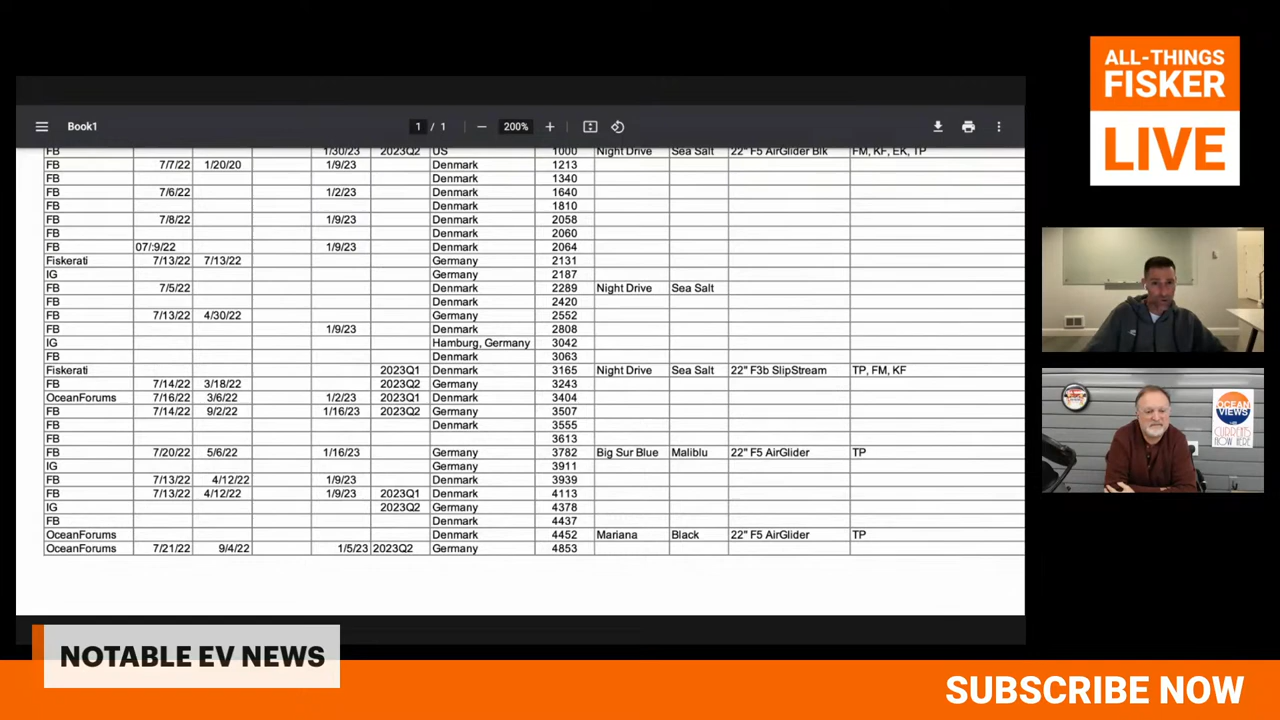 ALL-THINGS
FISKER
LIVE
Book1 1 / 1 200%
FB 1/30/23 2023Q2 US 1000 Night Drive Sea Salt 22" F5 AirGlider Blk FM, KF, EK, TP
FB 7/7/22 1/20/20 1/9/23 Denmark 1213
FB Denmark 1340
FB 7/6/22 1/2/23 Denmark 1640
FB Denmark 1810
FB 7/8/22 1/9/23 Denmark 2058
FB Denmark 2060
FB 07/:9/22 1/9/23 Denmark 2064
Fiskerati 7/13/22 7/13/22 Germany 2131
IG Germany 2187
FB 7/5/22 Denmark 2289 Night Drive Sea Salt
FB Denmark 2420
FB 7/13/22 4/30/22 Germany 2552
FB 1/9/23 Denmark 2808
IG Hamburg, Germany 3042
FB Denmark 3063
Fiskerati 2023Q1 Denmark 3165 Night Drive Sea Salt 22" F3b SlipStream TP, FM, KF
FB 7/14/22 3/18/22 2023Q2 Germany 3243
OceanForums 7/16/22 3/6/22 1/2/23 2023Q1 Denmark 3404
FB 7/14/22 9/2/22 1/16/23 2023Q2 Germany 3507
FB Denmark 3555
FB 3613
FB 7/20/22 5/6/22 1/16/23 Germany 3782 Big Sur Blue Maliblu 22" F5 AirGlider TP
IG Germany 3911
FB 7/13/22 4/12/22 1/9/23 Denmark 3939
FB 7/13/22 4/12/22 1/9/23 2023Q1 Denmark 4113
IG 2023Q2 Germany 4378
FB Denmark 4437
OceanForums Denmark 4452 Mariana Black 22" F5 AirGlider TP
OceanForums 7/21/22 9/4/22 1/5/23 2023Q2 Germany 4853
OCEAN
VIEWS
CURRENTS
NOW HERE
NOTABLE EV NEWS
SUBSCRIBE NOW